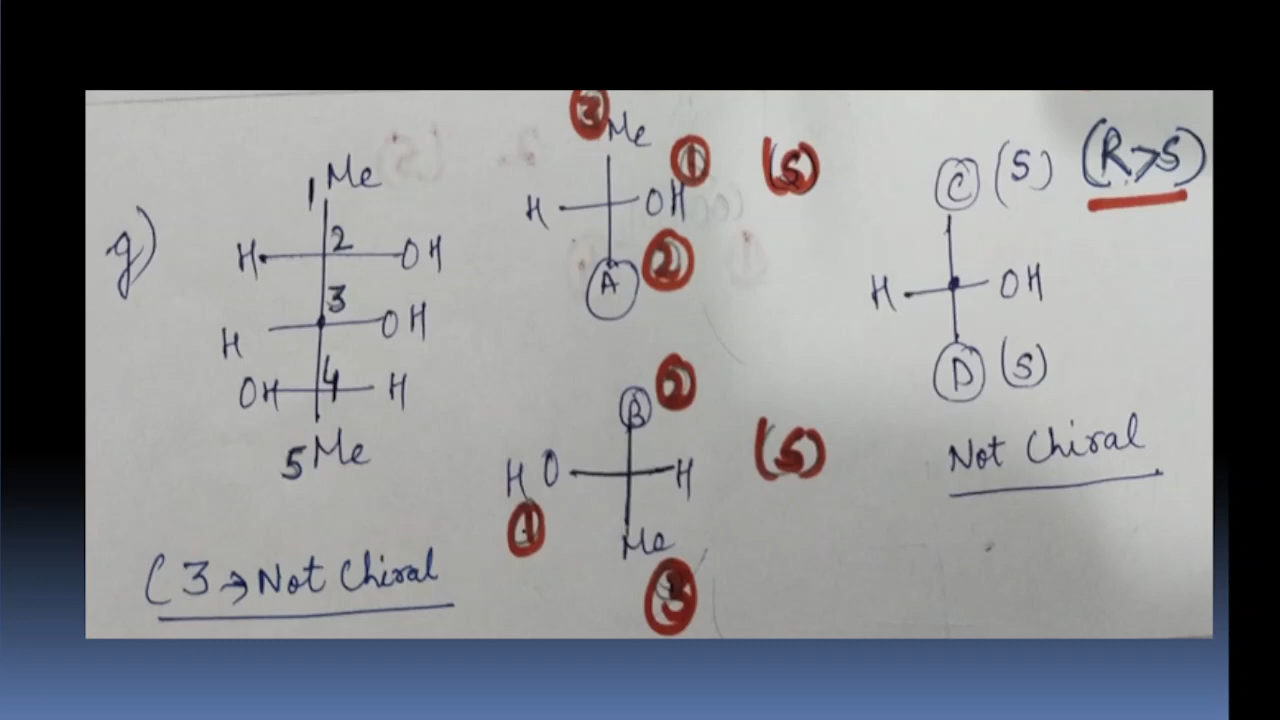 g)
1 Me
H 2 OH
3
H OH
OH 4 H
5 Me
(3→Not Chiral
3
Me
1
H OH
A 2
(S)
B 2
HO H
1
Me
3
(S)
C (S) (R>S)
H OH
D (S)
Not Chiral